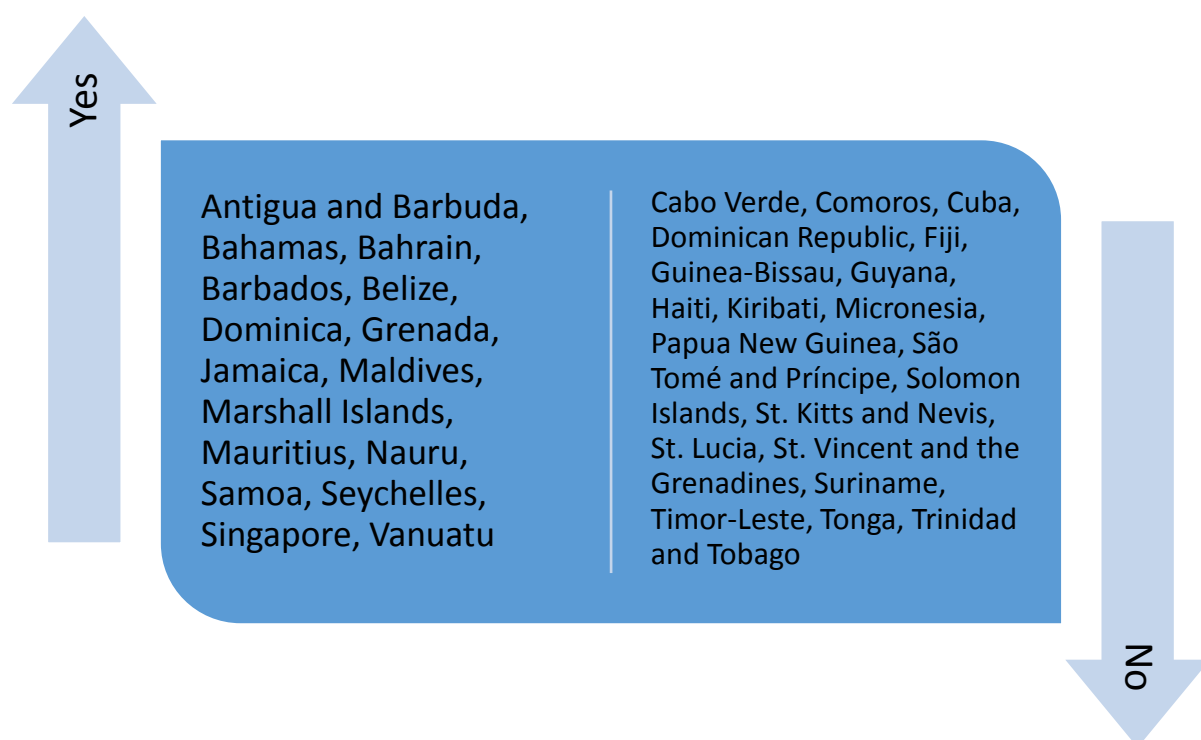 Yes
Antigua and Barbuda,
Bahamas, Bahrain,
Barbados, Belize,
Dominica, Grenada,
Jamaica, Maldives,
Marshall Islands,
Mauritius, Nauru,
Samoa, Seychelles,
Singapore, Vanuatu
Cabo Verde, Comoros, Cuba,
Dominican Republic, Fiji,
Guinea-Bissau, Guyana,
Haiti, Kiribati, Micronesia,
Papua New Guinea, São
Tomé and Príncipe, Solomon
Islands, St. Kitts and Nevis,
St. Lucia, St. Vincent and the
Grenadines, Suriname,
Timor-Leste, Tonga, Trinidad
and Tobago
No